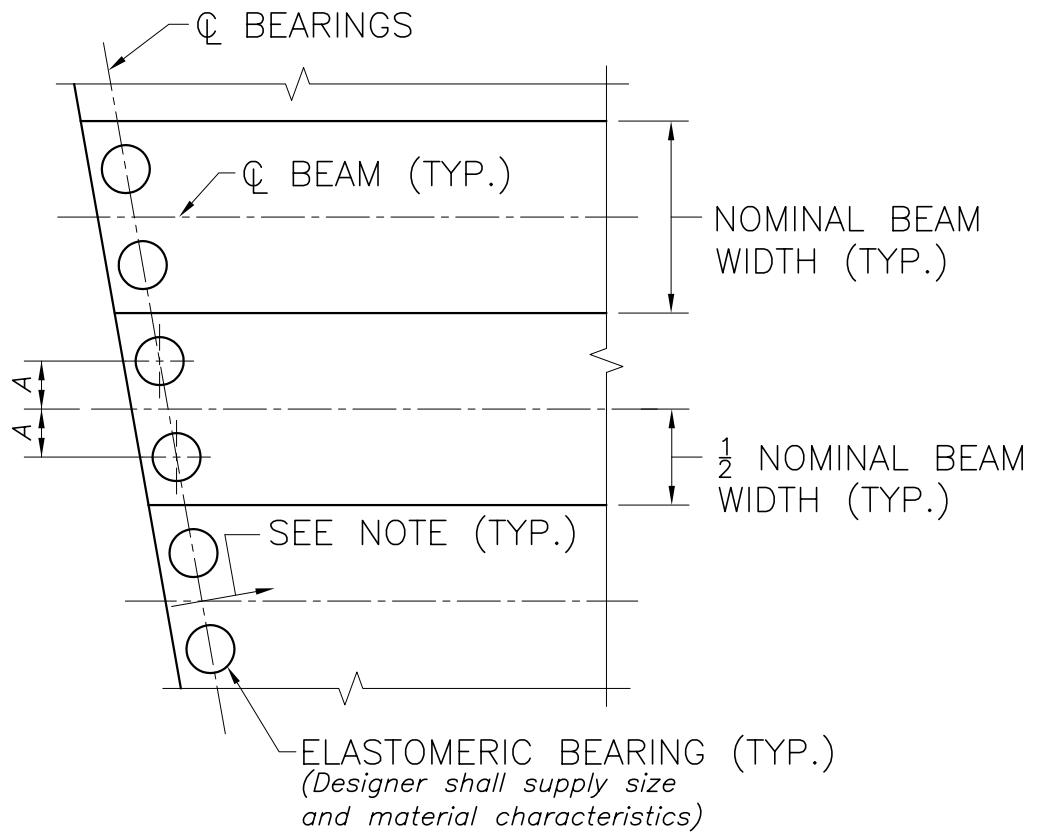 ℄ BEARINGS
℄ BEAM (TYP.)
NOMINAL BEAM
WIDTH (TYP.)
A
A
½ NOMINAL BEAM
WIDTH (TYP.)
SEE NOTE (TYP.)
ELASTOMERIC BEARING (TYP.)
(Designer shall supply size
and material characteristics)